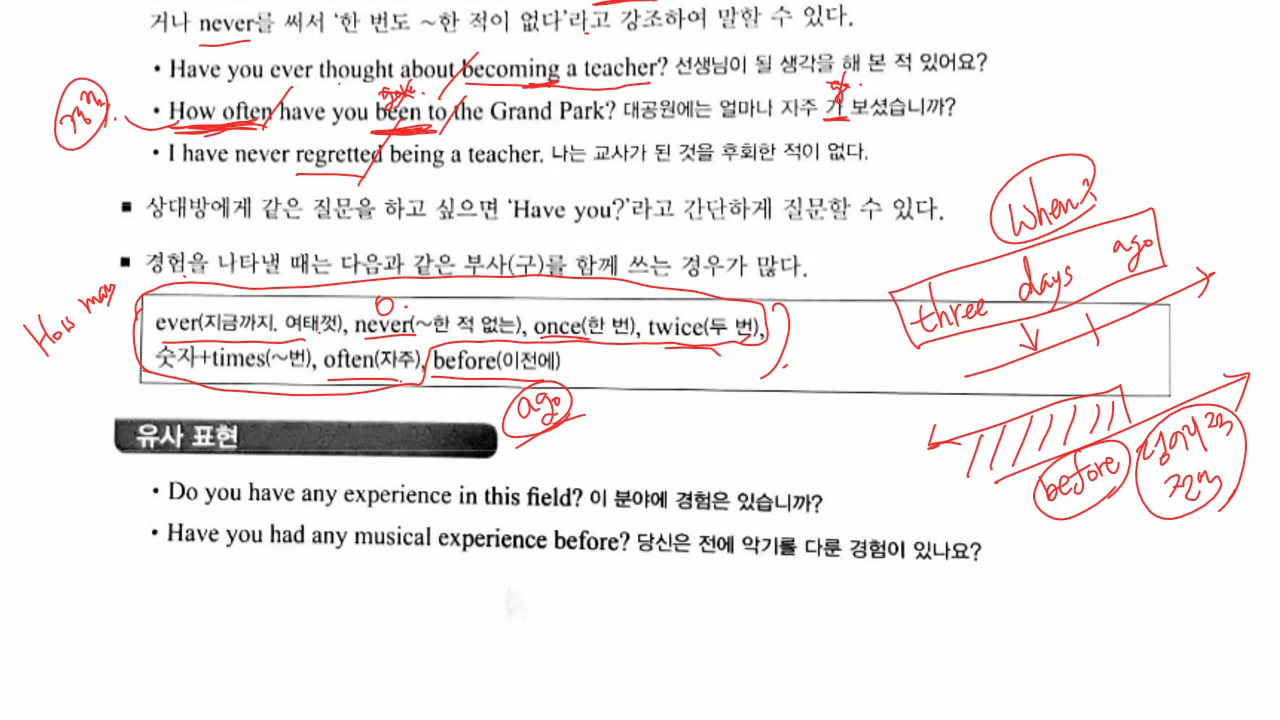 거나 never를 써서 ‘한 번도 ~한 적이 없다’라고 강조하여 말할 수 있다.
• Have you ever thought about becoming a teacher? 선생님이 될 생각을 해 본 적 있어요?
• How often have you been to the Grand Park? 대공원에는 얼마나 자주 가 보셨습니까?
• I have never regretted being a teacher. 나는 교사가 된 것을 후회한 적이 없다.
■ 상대방에게 같은 질문을 하고 싶으면 ‘Have you?’라고 간단하게 질문할 수 있다.
When?
■ 경험을 나타낼 때는 다음과 같은 부사(구)를 함께 쓰는 경우가 많다.
three days ago
How many
ever(지금까지, 여태껏), never(~한 적 없는), once(한 번), twice(두 번),
숫자+times(~번), often(자주), before(이전에)
ago
before
유사 표현
• Do you have any experience in this field? 이 분야에 경험은 있습니까?
• Have you had any musical experience before? 당신은 전에 악기를 다룬 경험이 있나요?